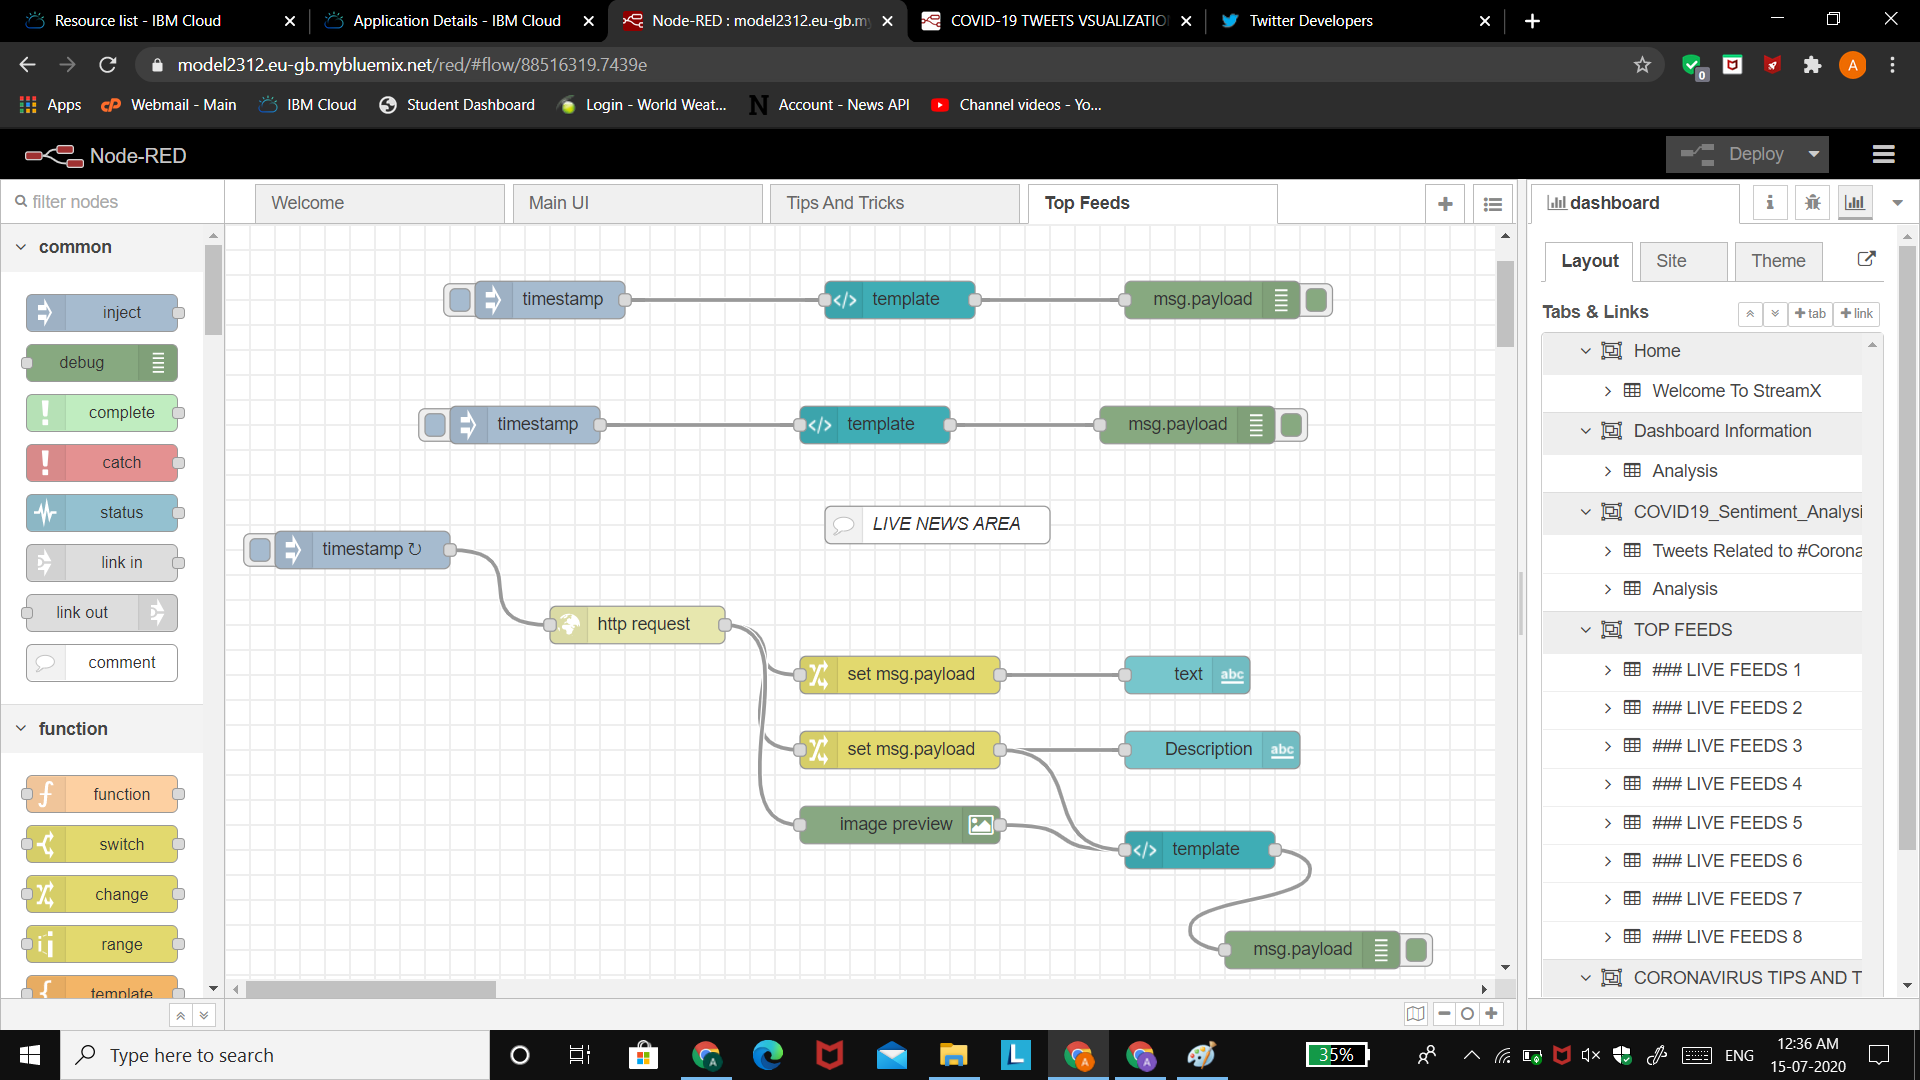 Resource list - IBM Cloud
Application Details - IBM Cloud
Node-RED : model2312.eu-gb.my
COVID-19 TWEETS VSUALIZATIO
Twitter Developers
model2312.eu-gb.mybluemix.net/red/#flow/88516319.7439e
0
A
Apps
Webmail - Main
IBM Cloud
Student Dashboard
Login - World Weat...
Account - News API
Channel videos - Yo...
Node-RED
Deploy
filter nodes
Welcome
Main UI
Tips And Tricks
Top Feeds
dashboard
common
inject
debug
complete
catch
status
link in
link out
comment
function
function
switch
change
range
template
timestamp
template
msg.payload
timestamp
template
msg.payload
LIVE NEWS AREA
timestamp ↻
http request
set msg.payload
text
abc
set msg.payload
Description
abc
image preview
template
msg.payload
Layout
Site
Theme
Tabs & Links
+ tab
+ link
Home
Welcome To StreamX
Dashboard Information
Analysis
COVID19_Sentiment_Analysi
Tweets Related to #Corona
Analysis
TOP FEEDS
### LIVE FEEDS 1
### LIVE FEEDS 2
### LIVE FEEDS 3
### LIVE FEEDS 4
### LIVE FEEDS 5
### LIVE FEEDS 6
### LIVE FEEDS 7
### LIVE FEEDS 8
CORONAVIRUS TIPS AND T
Type here to search
35%
ENG
12:36 AM
15-07-2020